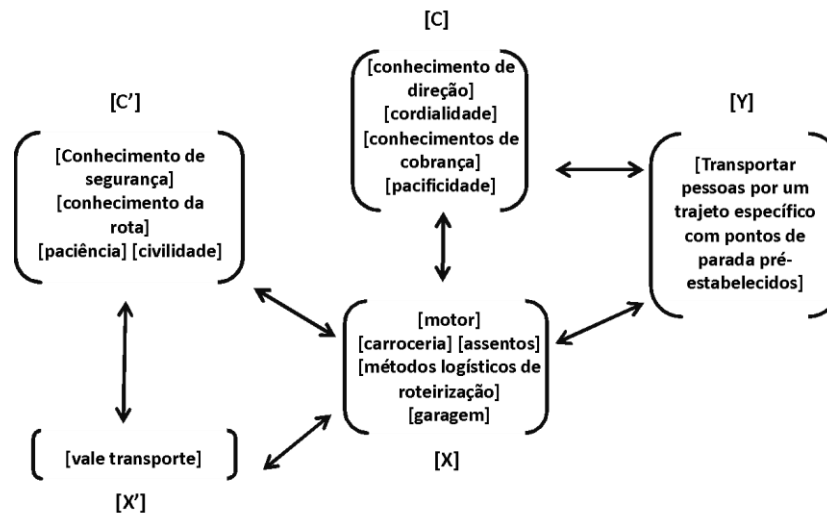 [C]
[conhecimento de
direção]
[cordialidade]
[conhecimentos de
cobrança]
[pacificidade]
[C’]
[Conhecimento de
segurança]
[conhecimento da
rota]
[paciência] [civilidade]
[Y]
[Transportar
pessoas por um
trajeto específico
com pontos de
parada pré-
estabelecidos]
[motor]
[carroceria] [assentos]
[métodos logísticos de
roteirização]
[garagem]
[X]
[vale transporte]
[X’]